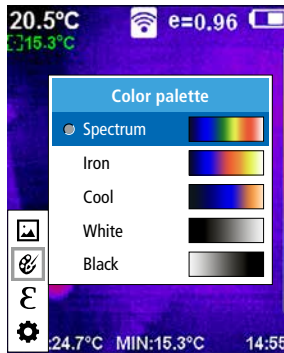 20.5°C e=0.96
[·]15.3°C
Color palette
Spectrum
Iron
Cool
White
Black
ε
:24.7°C MIN:15.3°C 14:55